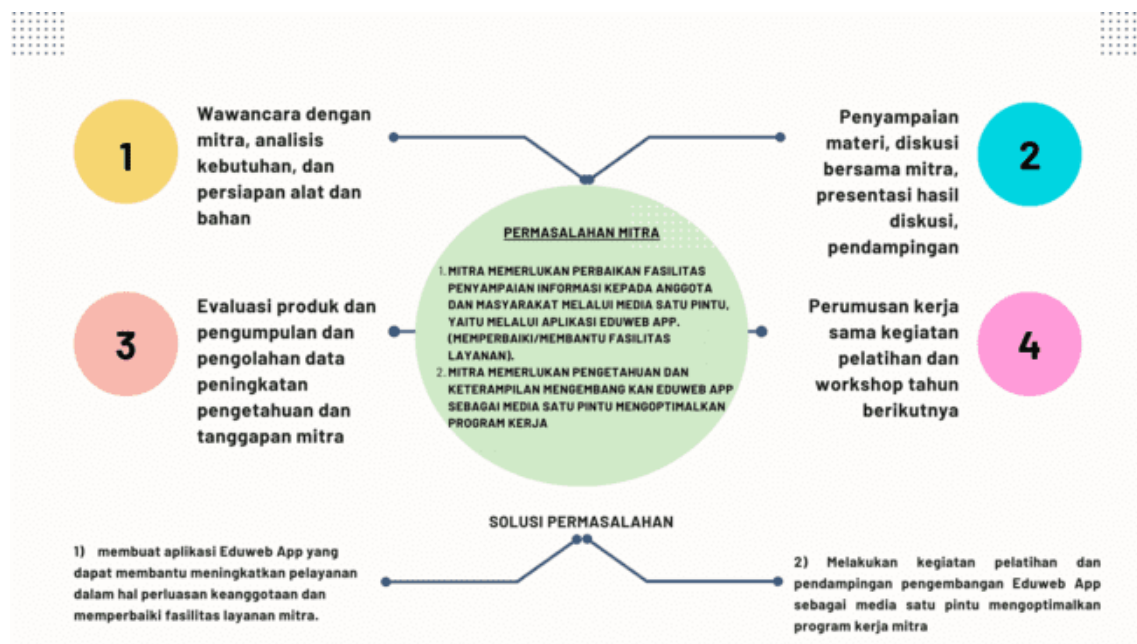 1
Wawancara dengan
mitra, analisis
kebutuhan, dan
persiapan alat dan
bahan
Penyampaian
materi, diskusi
bersama mitra,
presentasi hasil
diskusi,
pendampingan
2
PERMASALAHAN MITRA
1. MITRA MEMERLUKAN PERBAIKAN FASILITAS
PENYAMPAIAN INFORMASI KEPADA ANGGOTA
DAN MASYARAKAT MELALUI MEDIA SATU PINTU,
YAITU MELALUI APLIKASI EDUWEB APP.
(MEMPERBAIKI/MEMBANTU FASILITAS
LAYANAN).
2. MITRA MEMERLUKAN PENGETAHUAN DAN
KETERAMPILAN MENGEMBANG KAN EDUWEB APP
SEBAGAI MEDIA SATU PINTU MENGOPTIMALKAN
PROGRAM KERJA
3
Evaluasi produk dan
pengumpulan dan
pengolahan data
peningkatan
pengetahuan dan
tanggapan mitra
Perumusan kerja
sama kegiatan
pelatihan dan
workshop tahun
berikutnya
4
SOLUSI PERMASALAHAN
1) membuat aplikasi Eduweb App yang
dapat membantu meningkatkan pelayanan
dalam hal perluasan keanggotaan dan
memperbaiki fasilitas layanan mitra.
2) Melakukan kegiatan pelatihan dan
pendampingan pengembangan Eduweb App
sebagai media satu pintu mengoptimalkan
program kerja mitra